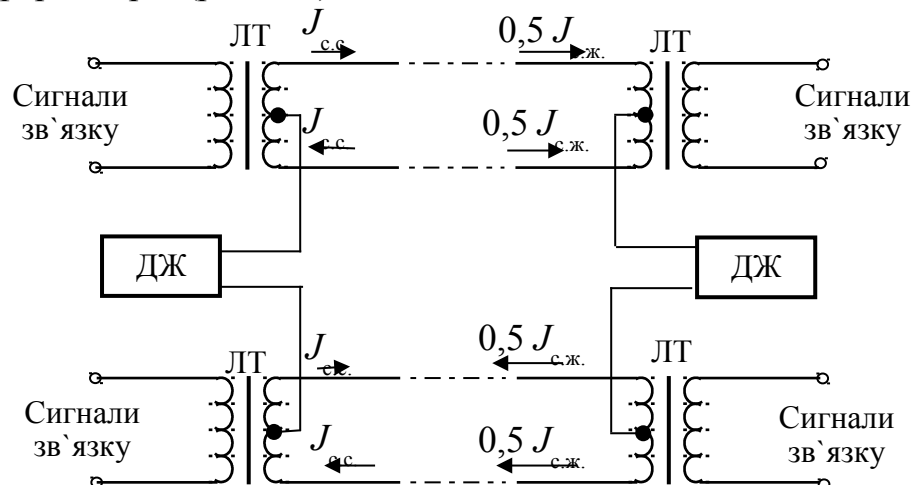 ЛТ J с.с 0,5 J с.ж. ЛТ
Сигнали
зв`язку
Сигнали
зв`язку
J с.с. 0,5 J с.ж.
ДЖ ДЖ
ЛТ J с.с. 0,5 J с.ж. ЛТ
Сигнали
зв`язку
Сигнали
зв`язку
J с.с. 0,5 J с.ж.